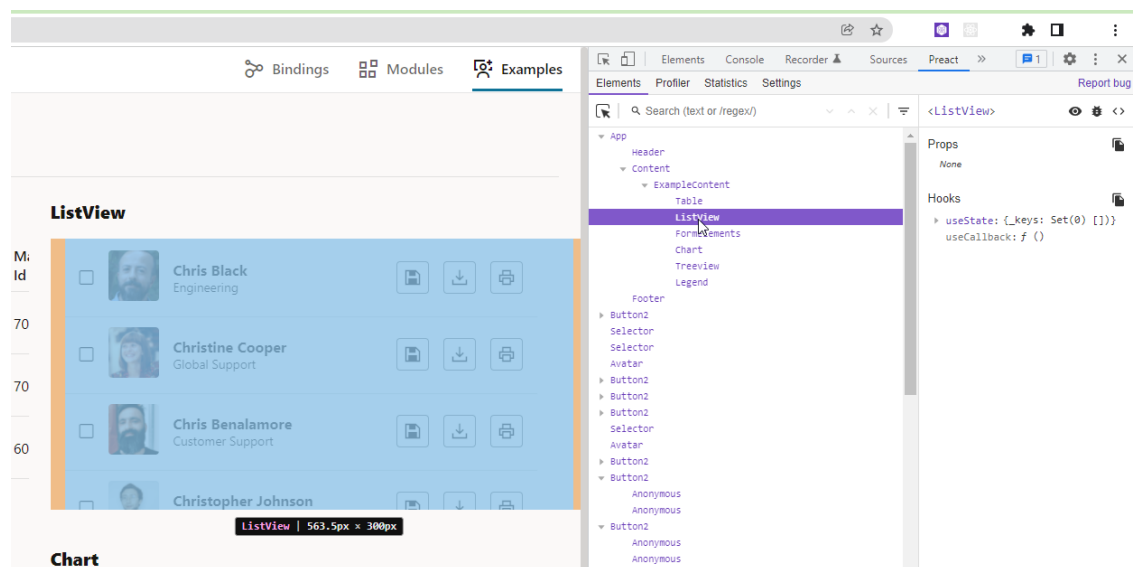 Bindings
Modules
Examples
ListView
Ma
Id
70
70
60
Chris Black
Engineering
Christine Cooper
Global Support
Chris Benalamore
Customer Support
Christopher Johnson
ListView | 563.5px × 300px
Chart
Elements Console Recorder Sources Preact » 1
Elements Profiler Statistics Settings Report bug
Search (text or /regex/)
App
Header
Content
ExampleContent
Table
ListView
FormElements
Chart
Treeview
Legend
Footer
Button2
Selector
Selector
Avatar
Button2
Button2
Button2
Selector
Avatar
Button2
Button2
Anonymous
Anonymous
Button2
Anonymous
Anonymous
<ListView>
Props
None
Hooks
useState: {_keys: Set(0) [])}
useCallback: ƒ ()